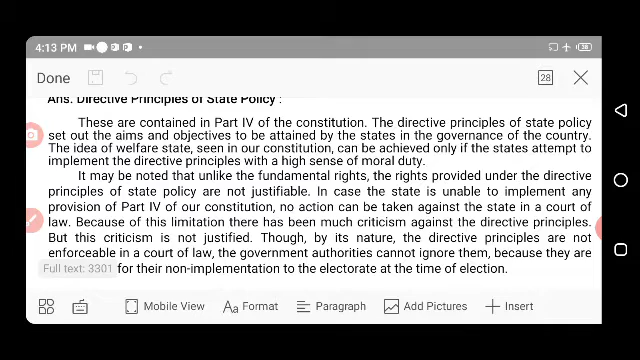 4:13 PM
38
Done
28
Ans. Directive Principles of State Policy :
These are contained in Part IV of the constitution. The directive principles of state policy
set out the aims and objectives to be attained by the states in the governance of the country.
The idea of welfare state, seen in our constitution, can be achieved only if the states attempt to
implement the directive principles with a high sense of moral duty.
It may be noted that unlike the fundamental rights, the rights provided under the directive
principles of state policy are not justifiable. In case the state is unable to implement any
provision of Part IV of our constitution, no action can be taken against the state in a court of
law. Because of this limitation there has been much criticism against the directive principles.
But this criticism is not justified. Though, by its nature, the directive principles are not
enforceable in a court of law, the government authorities cannot ignore them, because they are
Full text: 3301 for their non-implementation to the electorate at the time of election.
Mobile View Aa Format Paragraph Add Pictures Insert